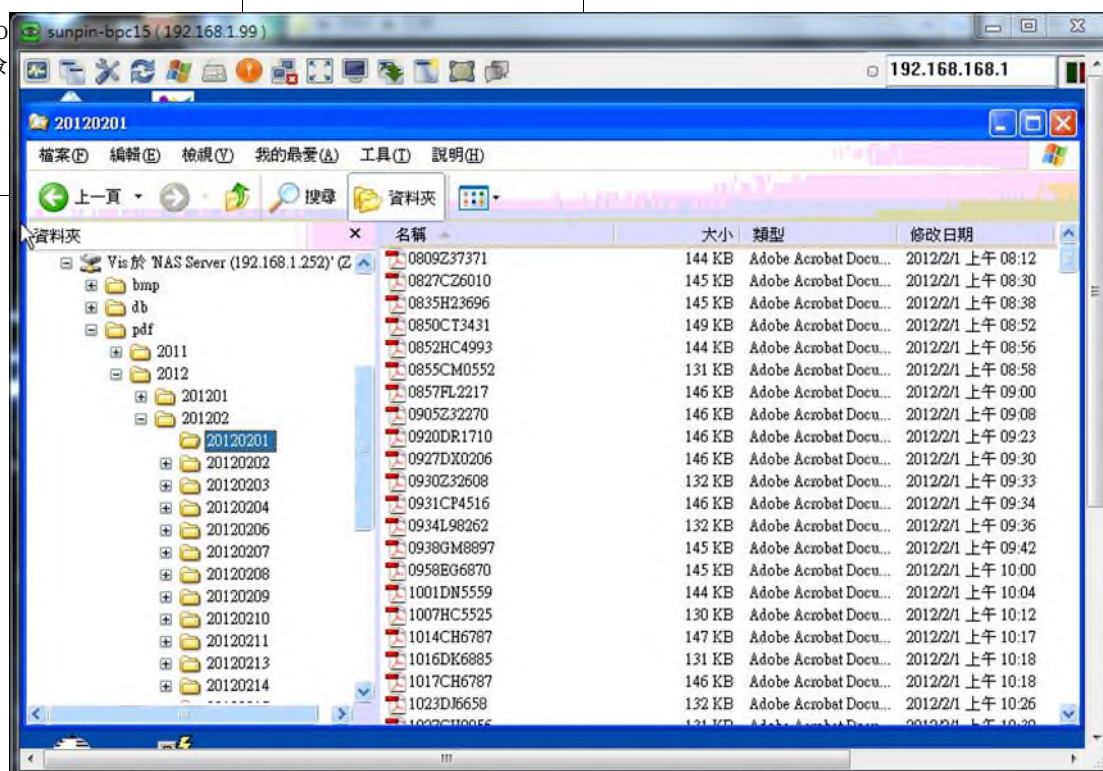 sunpin-bpc15 ( 192.168.1.99 )
192.168.168.1
20120201
檔案(F) 編輯(E) 檢視(V) 我的最愛(A) 工具(T) 說明(H)
上一頁 搜尋 資料夾
資料夾 × 名稱 大小 類型 修改日期
Vis 於 'NAS Server (192.168.1.252)' (Z
bmp
db
pdf
2011
2012
201201
201202
20120201
20120202
20120203
20120204
20120206
20120207
20120208
20120209
20120210
20120211
20120213
20120214
0809Z37371 144 KB Adobe Acrobat Docu... 2012/2/1 上午 08:12
0827CZ6010 145 KB Adobe Acrobat Docu... 2012/2/1 上午 08:30
0835H23696 145 KB Adobe Acrobat Docu... 2012/2/1 上午 08:38
0850CT3431 149 KB Adobe Acrobat Docu... 2012/2/1 上午 08:52
0852HC4993 144 KB Adobe Acrobat Docu... 2012/2/1 上午 08:56
0855CM0552 131 KB Adobe Acrobat Docu... 2012/2/1 上午 08:58
0857FL2217 146 KB Adobe Acrobat Docu... 2012/2/1 上午 09:00
0905Z32270 146 KB Adobe Acrobat Docu... 2012/2/1 上午 09:08
0920DR1710 146 KB Adobe Acrobat Docu... 2012/2/1 上午 09:23
0927DX0206 146 KB Adobe Acrobat Docu... 2012/2/1 上午 09:30
0930Z32608 132 KB Adobe Acrobat Docu... 2012/2/1 上午 09:33
0931CP4516 146 KB Adobe Acrobat Docu... 2012/2/1 上午 09:34
0934L98262 132 KB Adobe Acrobat Docu... 2012/2/1 上午 09:36
0938GM8897 145 KB Adobe Acrobat Docu... 2012/2/1 上午 09:42
0958EG6870 145 KB Adobe Acrobat Docu... 2012/2/1 上午 10:00
1001DN5559 144 KB Adobe Acrobat Docu... 2012/2/1 上午 10:04
1007HC5525 130 KB Adobe Acrobat Docu... 2012/2/1 上午 10:12
1014CH6787 147 KB Adobe Acrobat Docu... 2012/2/1 上午 10:17
1016DK6885 131 KB Adobe Acrobat Docu... 2012/2/1 上午 10:18
1017CH6787 146 KB Adobe Acrobat Docu... 2012/2/1 上午 10:18
1023DJ6658 132 KB Adobe Acrobat Docu... 2012/2/1 上午 10:26